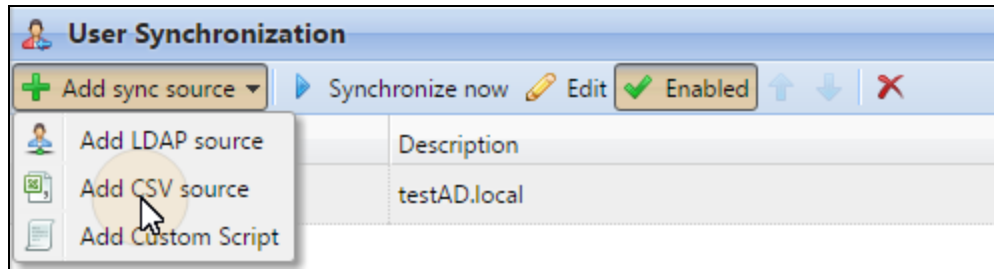 User Synchronization
Add sync source Synchronize now Edit Enabled
Add LDAP source Description
Add CSV source testAD.local
Add Custom Script